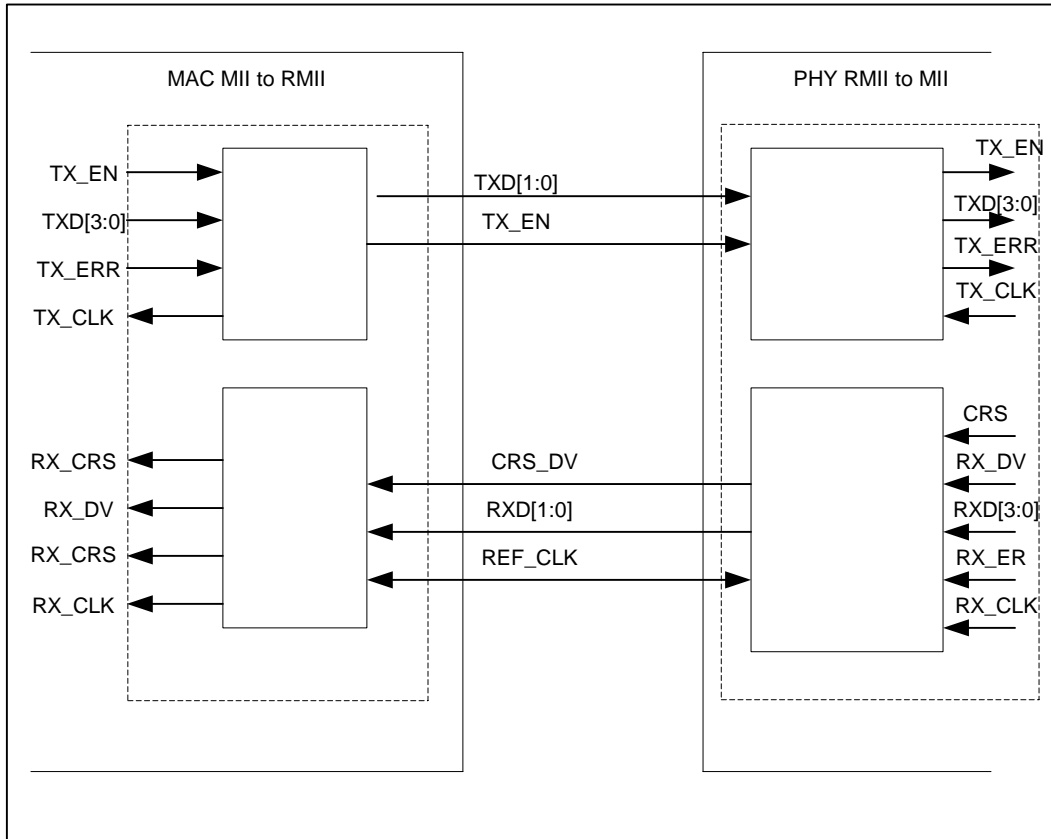 MAC MII to RMII
PHY RMII to MII
TX_EN
TXD[3:0]
TX_ERR
TX_CLK
RX_CRS
RX_DV
RX_CRS
RX_CLK
TXD[1:0]
TX_EN
CRS_DV
RXD[1:0]
REF_CLK
TX_EN
TXD[3:0]
TX_ERR
TX_CLK
CRS
RX_DV
RXD[3:0]
RX_ER
RX_CLK